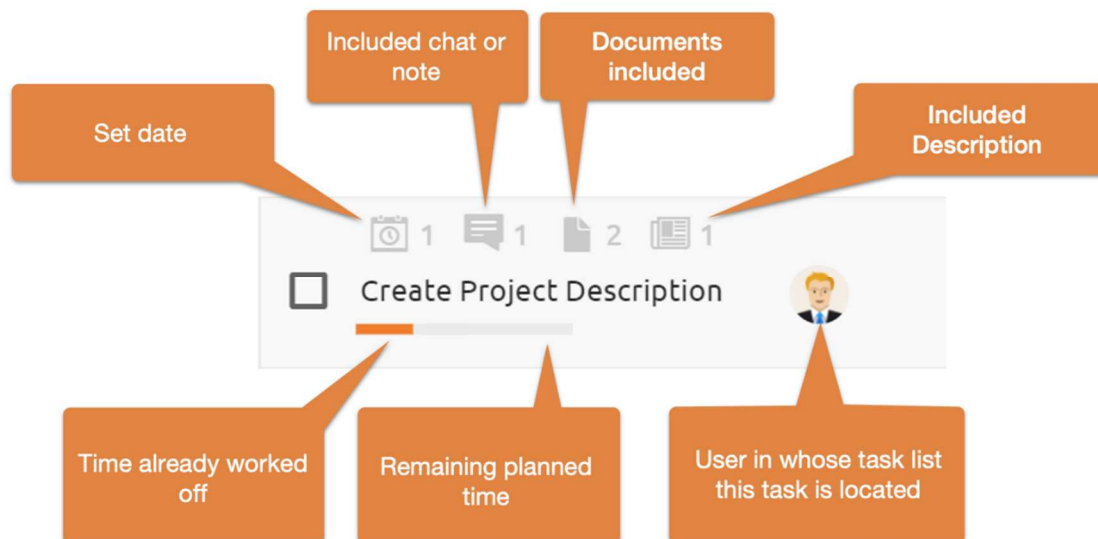 Included chat or
note
Documents
included
Set date
Included
Description
1
1
2
1
Create Project Description
Time already worked
off
Remaining planned
time
User in whose task list
this task is located